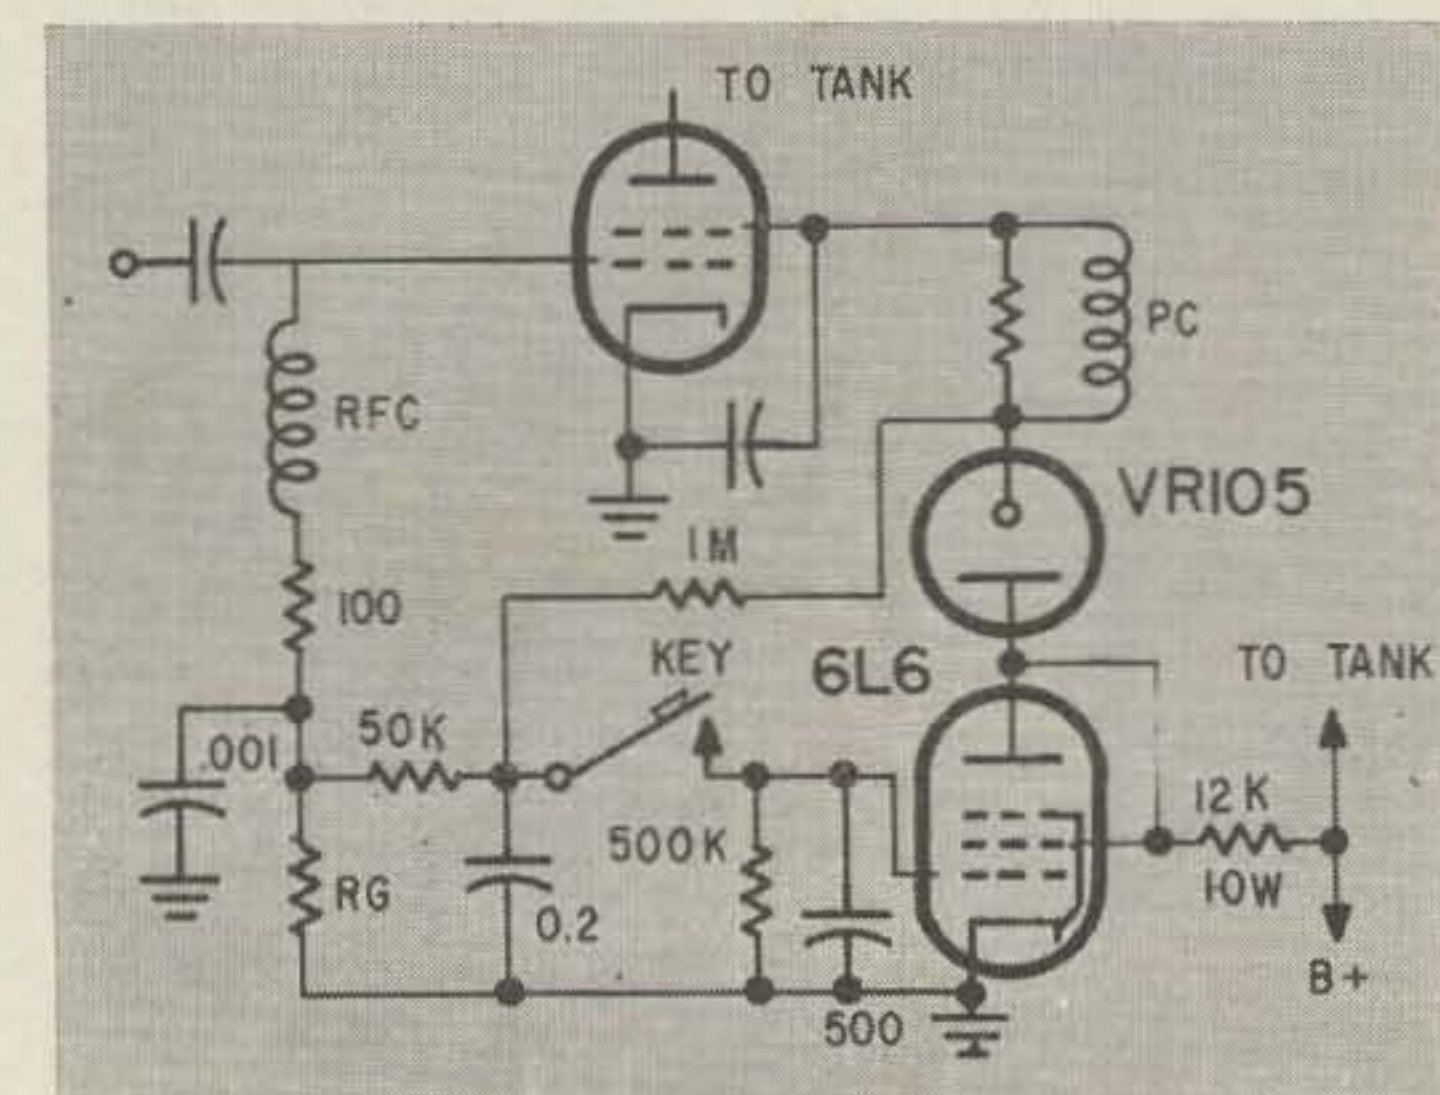 TO TANK
PC
RFC
VR105
1M
100
KEY
6L6
TO TANK
50K
.001
12K
500K
10W
RG
0.2
B+
500